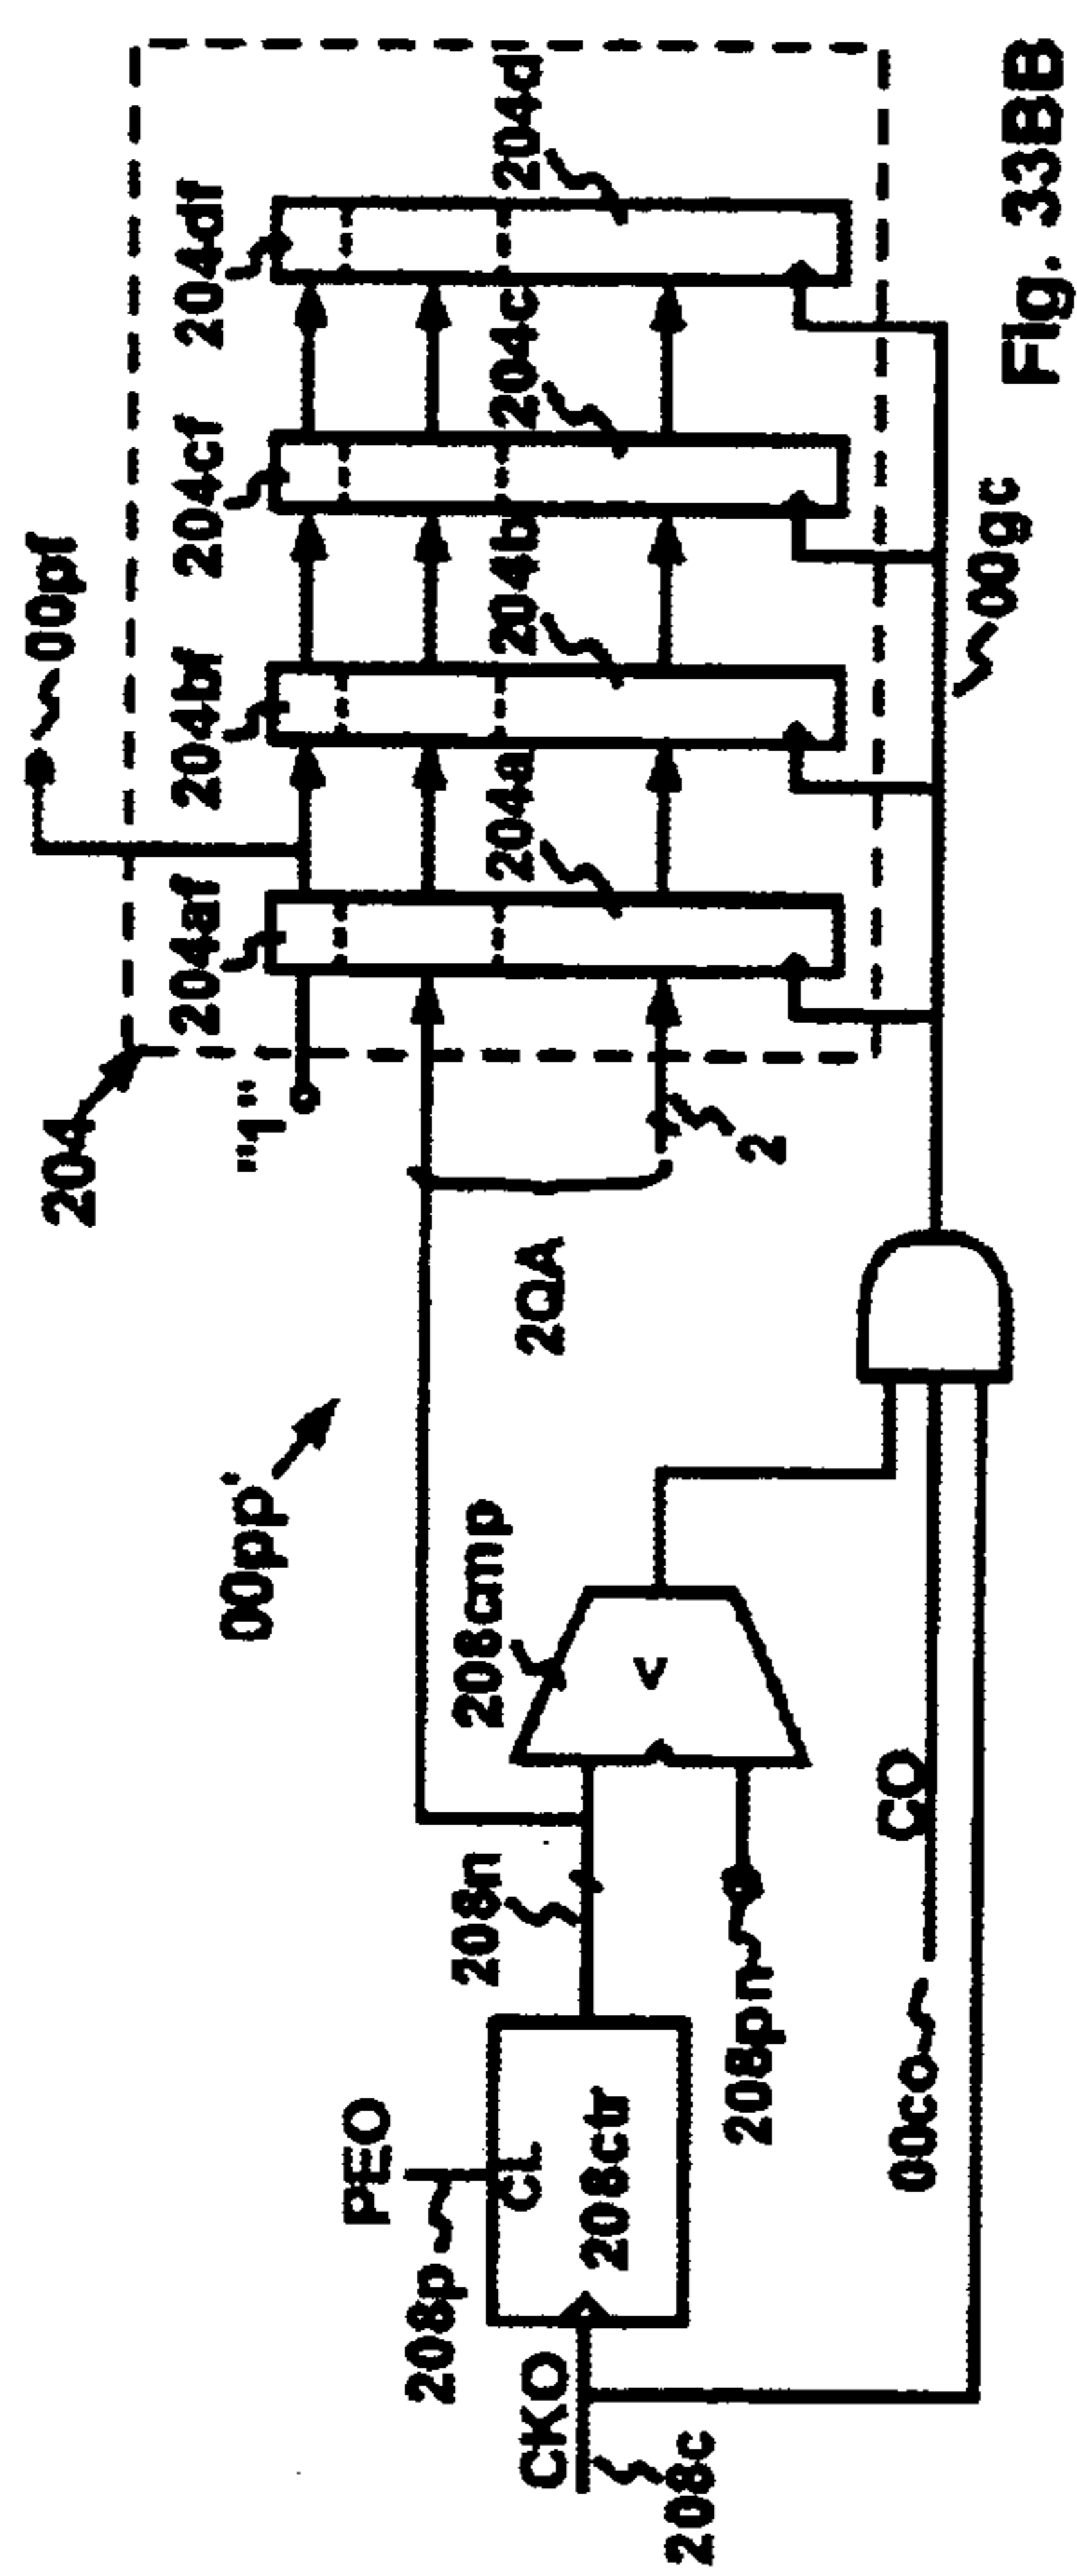 204
00pf
204af
204bf
204cf
204df
"1"
00pp'
204a
204b
204c
204d
PEO
208p
CL
208ctr
CKO
208c
208n
208cmp
<
208pn
2QA
2
CO
00co
00gc
Fig. 33BB